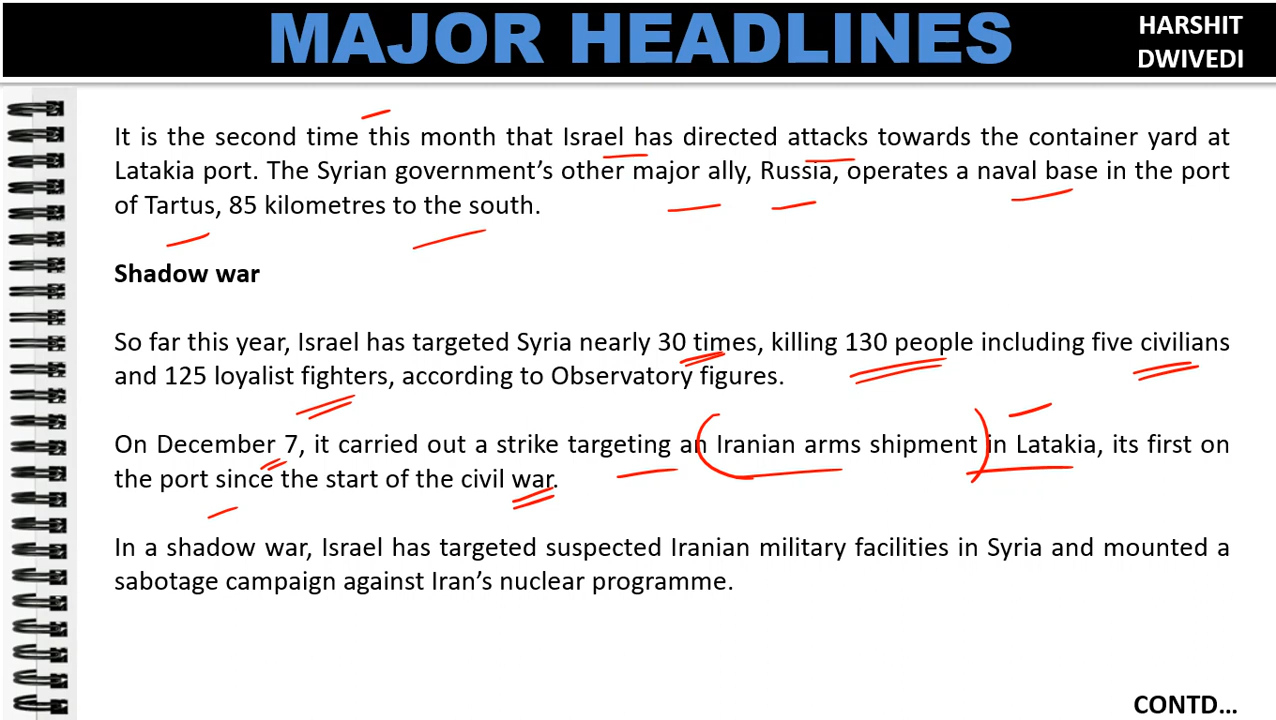 MAJOR HEADLINES
HARSHIT
DWIVEDI
It is the second time this month that Israel has directed attacks towards the container yard at
Latakia port. The Syrian government’s other major ally, Russia, operates a naval base in the port
of Tartus, 85 kilometres to the south.
Shadow war
So far this year, Israel has targeted Syria nearly 30 times, killing 130 people including five civilians
and 125 loyalist fighters, according to Observatory figures.
On December 7, it carried out a strike targeting an Iranian arms shipment in Latakia, its first on
the port since the start of the civil war.
In a shadow war, Israel has targeted suspected Iranian military facilities in Syria and mounted a
sabotage campaign against Iran’s nuclear programme.
CONTD...